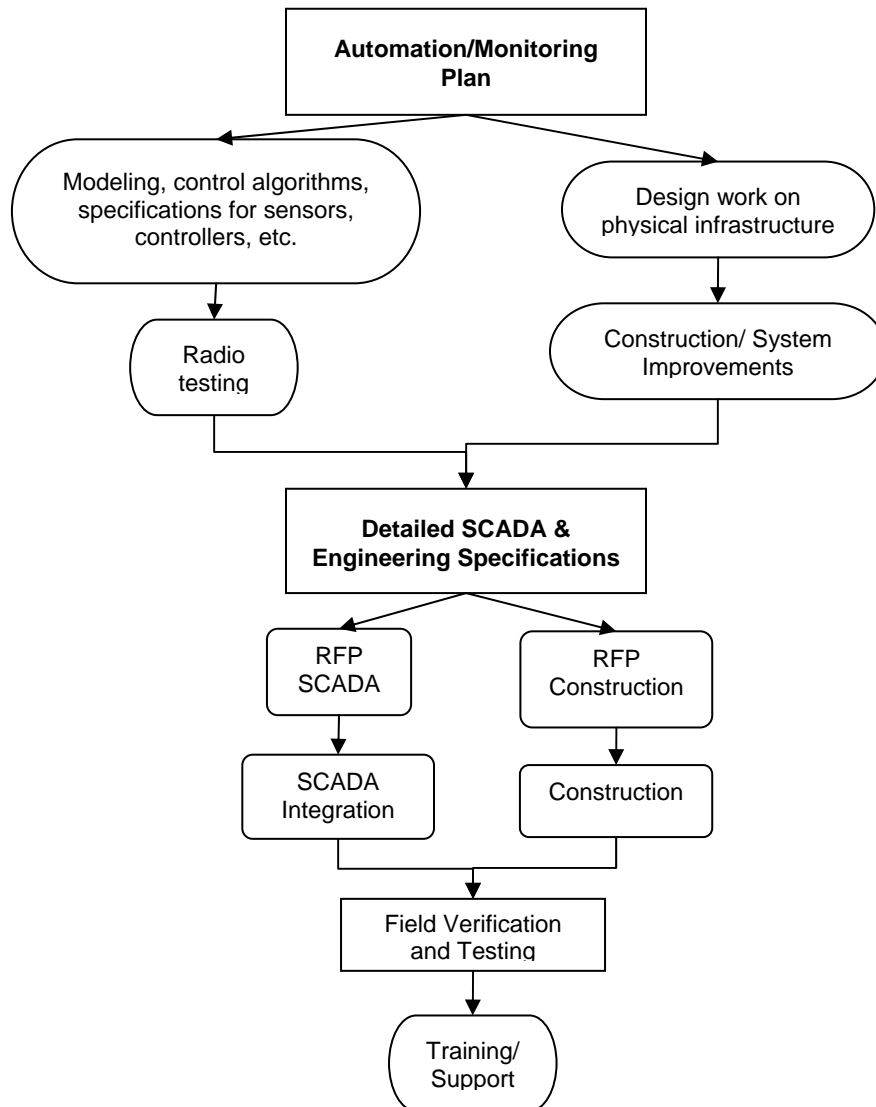 Automation/Monitoring
Plan
Modeling, control algorithms,
specifications for sensors,
controllers, etc.
Design work on
physical infrastructure
Radio
testing
Construction/ System
Improvements
Detailed SCADA &
Engineering Specifications
RFP
SCADA
RFP
Construction
SCADA
Integration
Construction
Field Verification
and Testing
Training/
Support